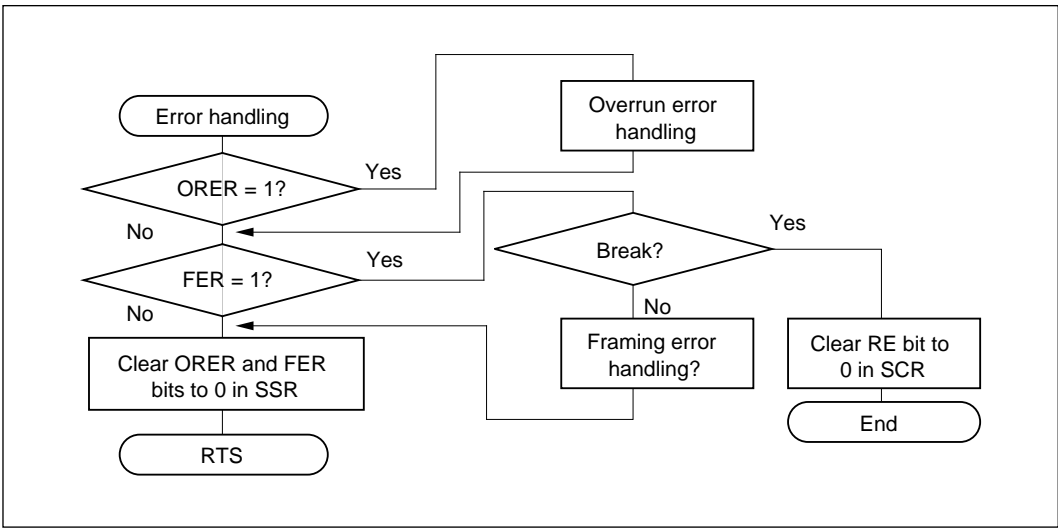 Error handling
Overrun error
handling
Yes
ORER = 1?
No
Yes
Break?
Yes
FER = 1?
No
No
Framing error
handling?
Clear RE bit to
0 in SCR
Clear ORER and FER
bits to 0 in SSR
End
RTS